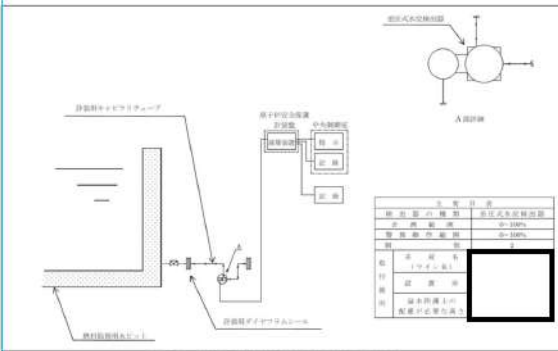 差圧式水位検出器
A部詳細
計装用キャピラリチューブ
原子炉安全保護
計装盤
中央制御室
演算装置
指示
記録
記録
A
計装用ダイヤフラムシール
燃料取替用水ピット
主要目表
検出器の種類 差圧式水位検出器
計測範囲 0~100%
警報動作範囲 0~100%
個数 2
取付箇所
系統名
(ライン名)
設置床
溢水防護上の
配慮が必要な高さ